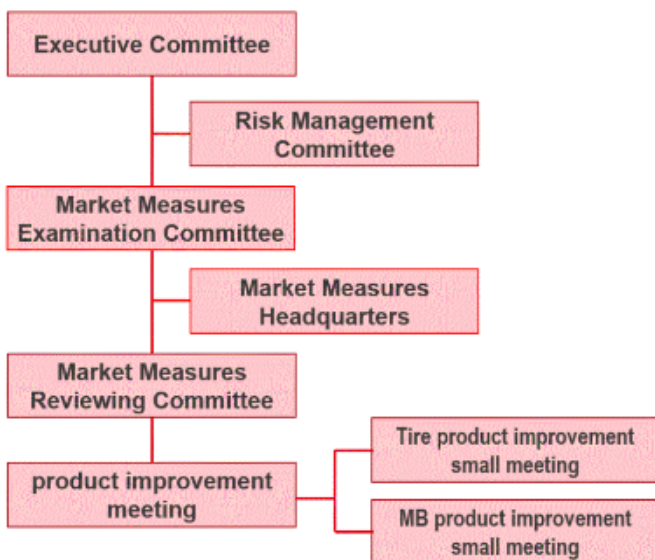 Executive Committee
Risk Management
Committee
Market Measures
Examination Committee
Market Measures
Headquarters
Market Measures
Reviewing Committee
product improvement
meeting
Tire product improvement
small meeting
MB product improvement
small meeting